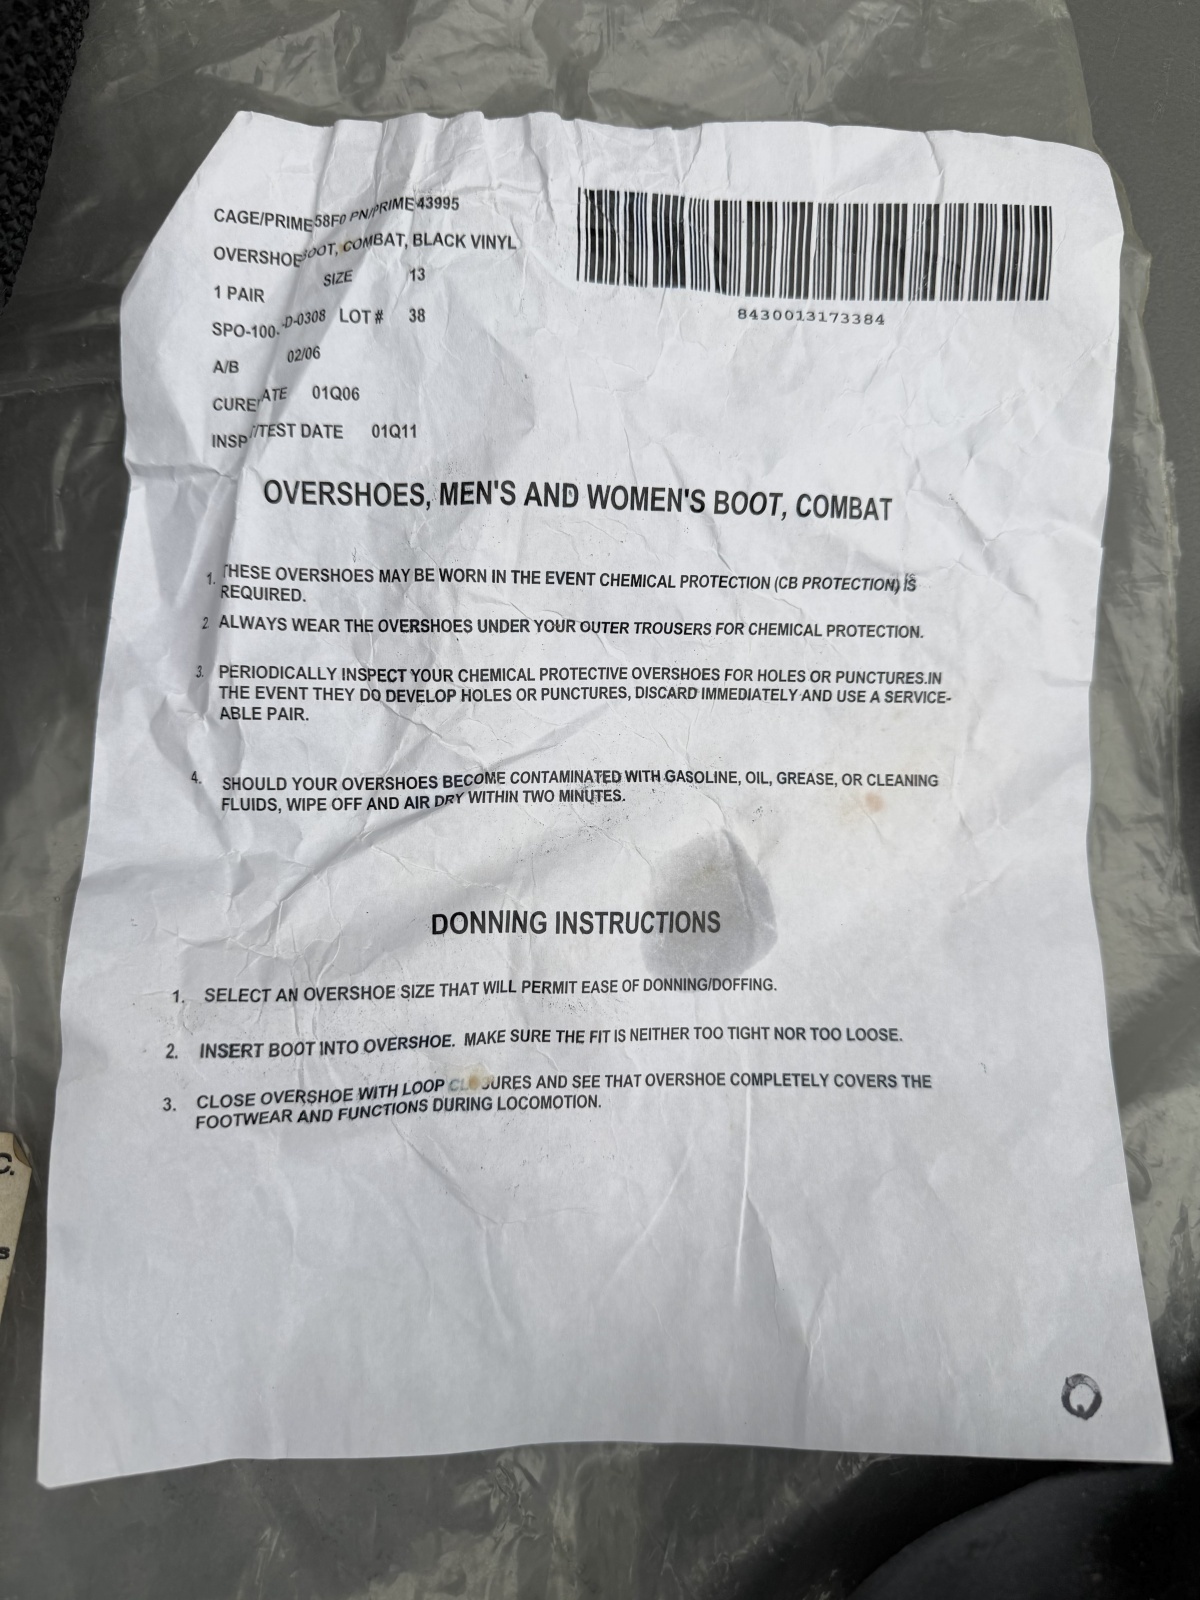 CAGE/PRIME 58F0 PN/PRIME 43995
OVERSHOE BOOT, COMBAT, BLACK VINYL
1 PAIR SIZE 13
SPO-100- -D-0308 LOT # 38
A/B 02/06
CURE ATE 01Q06
INSP /TEST DATE 01Q11
8430013173384
OVERSHOES, MEN'S AND WOMEN'S BOOT, COMBAT
1. THESE OVERSHOES MAY BE WORN IN THE EVENT CHEMICAL PROTECTION (CB PROTECTION) IS
REQUIRED.
2 ALWAYS WEAR THE OVERSHOES UNDER YOUR OUTER TROUSERS FOR CHEMICAL PROTECTION.
3. PERIODICALLY INSPECT YOUR CHEMICAL PROTECTIVE OVERSHOES FOR HOLES OR PUNCTURES.IN
THE EVENT THEY DO DEVELOP HOLES OR PUNCTURES, DISCARD IMMEDIATELY AND USE A SERVICE-
ABLE PAIR.
4. SHOULD YOUR OVERSHOES BECOME CONTAMINATED WITH GASOLINE, OIL, GREASE, OR CLEANING
FLUIDS, WIPE OFF AND AIR DRY WITHIN TWO MINUTES.
DONNING INSTRUCTIONS
1. SELECT AN OVERSHOE SIZE THAT WILL PERMIT EASE OF DONNING/DOFFING.
2. INSERT BOOT INTO OVERSHOE. MAKE SURE THE FIT IS NEITHER TOO TIGHT NOR TOO LOOSE.
3. CLOSE OVERSHOE WITH LOOP CLOSURES AND SEE THAT OVERSHOE COMPLETELY COVERS THE
FOOTWEAR AND FUNCTIONS DURING LOCOMOTION.
C.
s